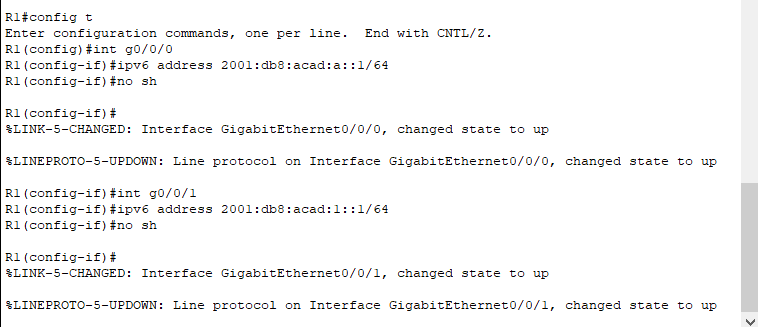 R1#config t
Enter configuration commands, one per line.  End with CNTL/Z.
R1(config)#int g0/0/0
R1(config-if)#ipv6 address 2001:db8:acad:a::1/64
R1(config-if)#no sh
R1(config-if)#
%LINK-5-CHANGED: Interface GigabitEthernet0/0/0, changed state to up
%LINEPROTO-5-UPDOWN: Line protocol on Interface GigabitEthernet0/0/0, changed state to up
R1(config-if)#int g0/0/1
R1(config-if)#ipv6 address 2001:db8:acad:1::1/64
R1(config-if)#no sh
R1(config-if)#
%LINK-5-CHANGED: Interface GigabitEthernet0/0/1, changed state to up
%LINEPROTO-5-UPDOWN: Line protocol on Interface GigabitEthernet0/0/1, changed state to up